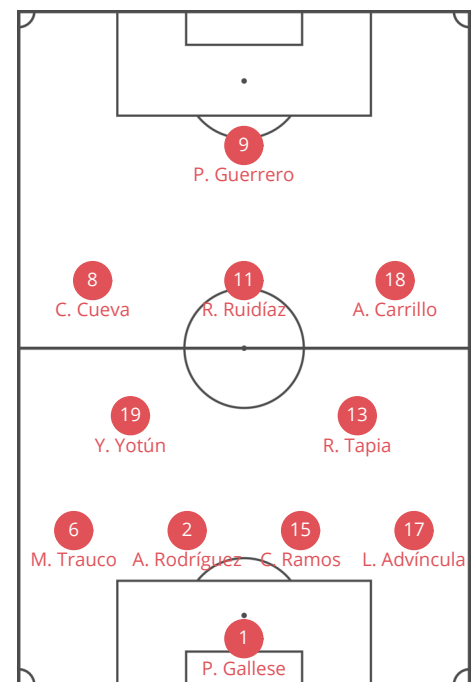 9
P. Guerrero
8
C. Cueva
11
R. Ruidíaz
18
A. Carrillo
19
Y. Yotún
13
R. Tapia
6
M. Trauco
2
A. Rodríguez
15
C. Ramos
17
L. Advíncula
1
P. Gallese